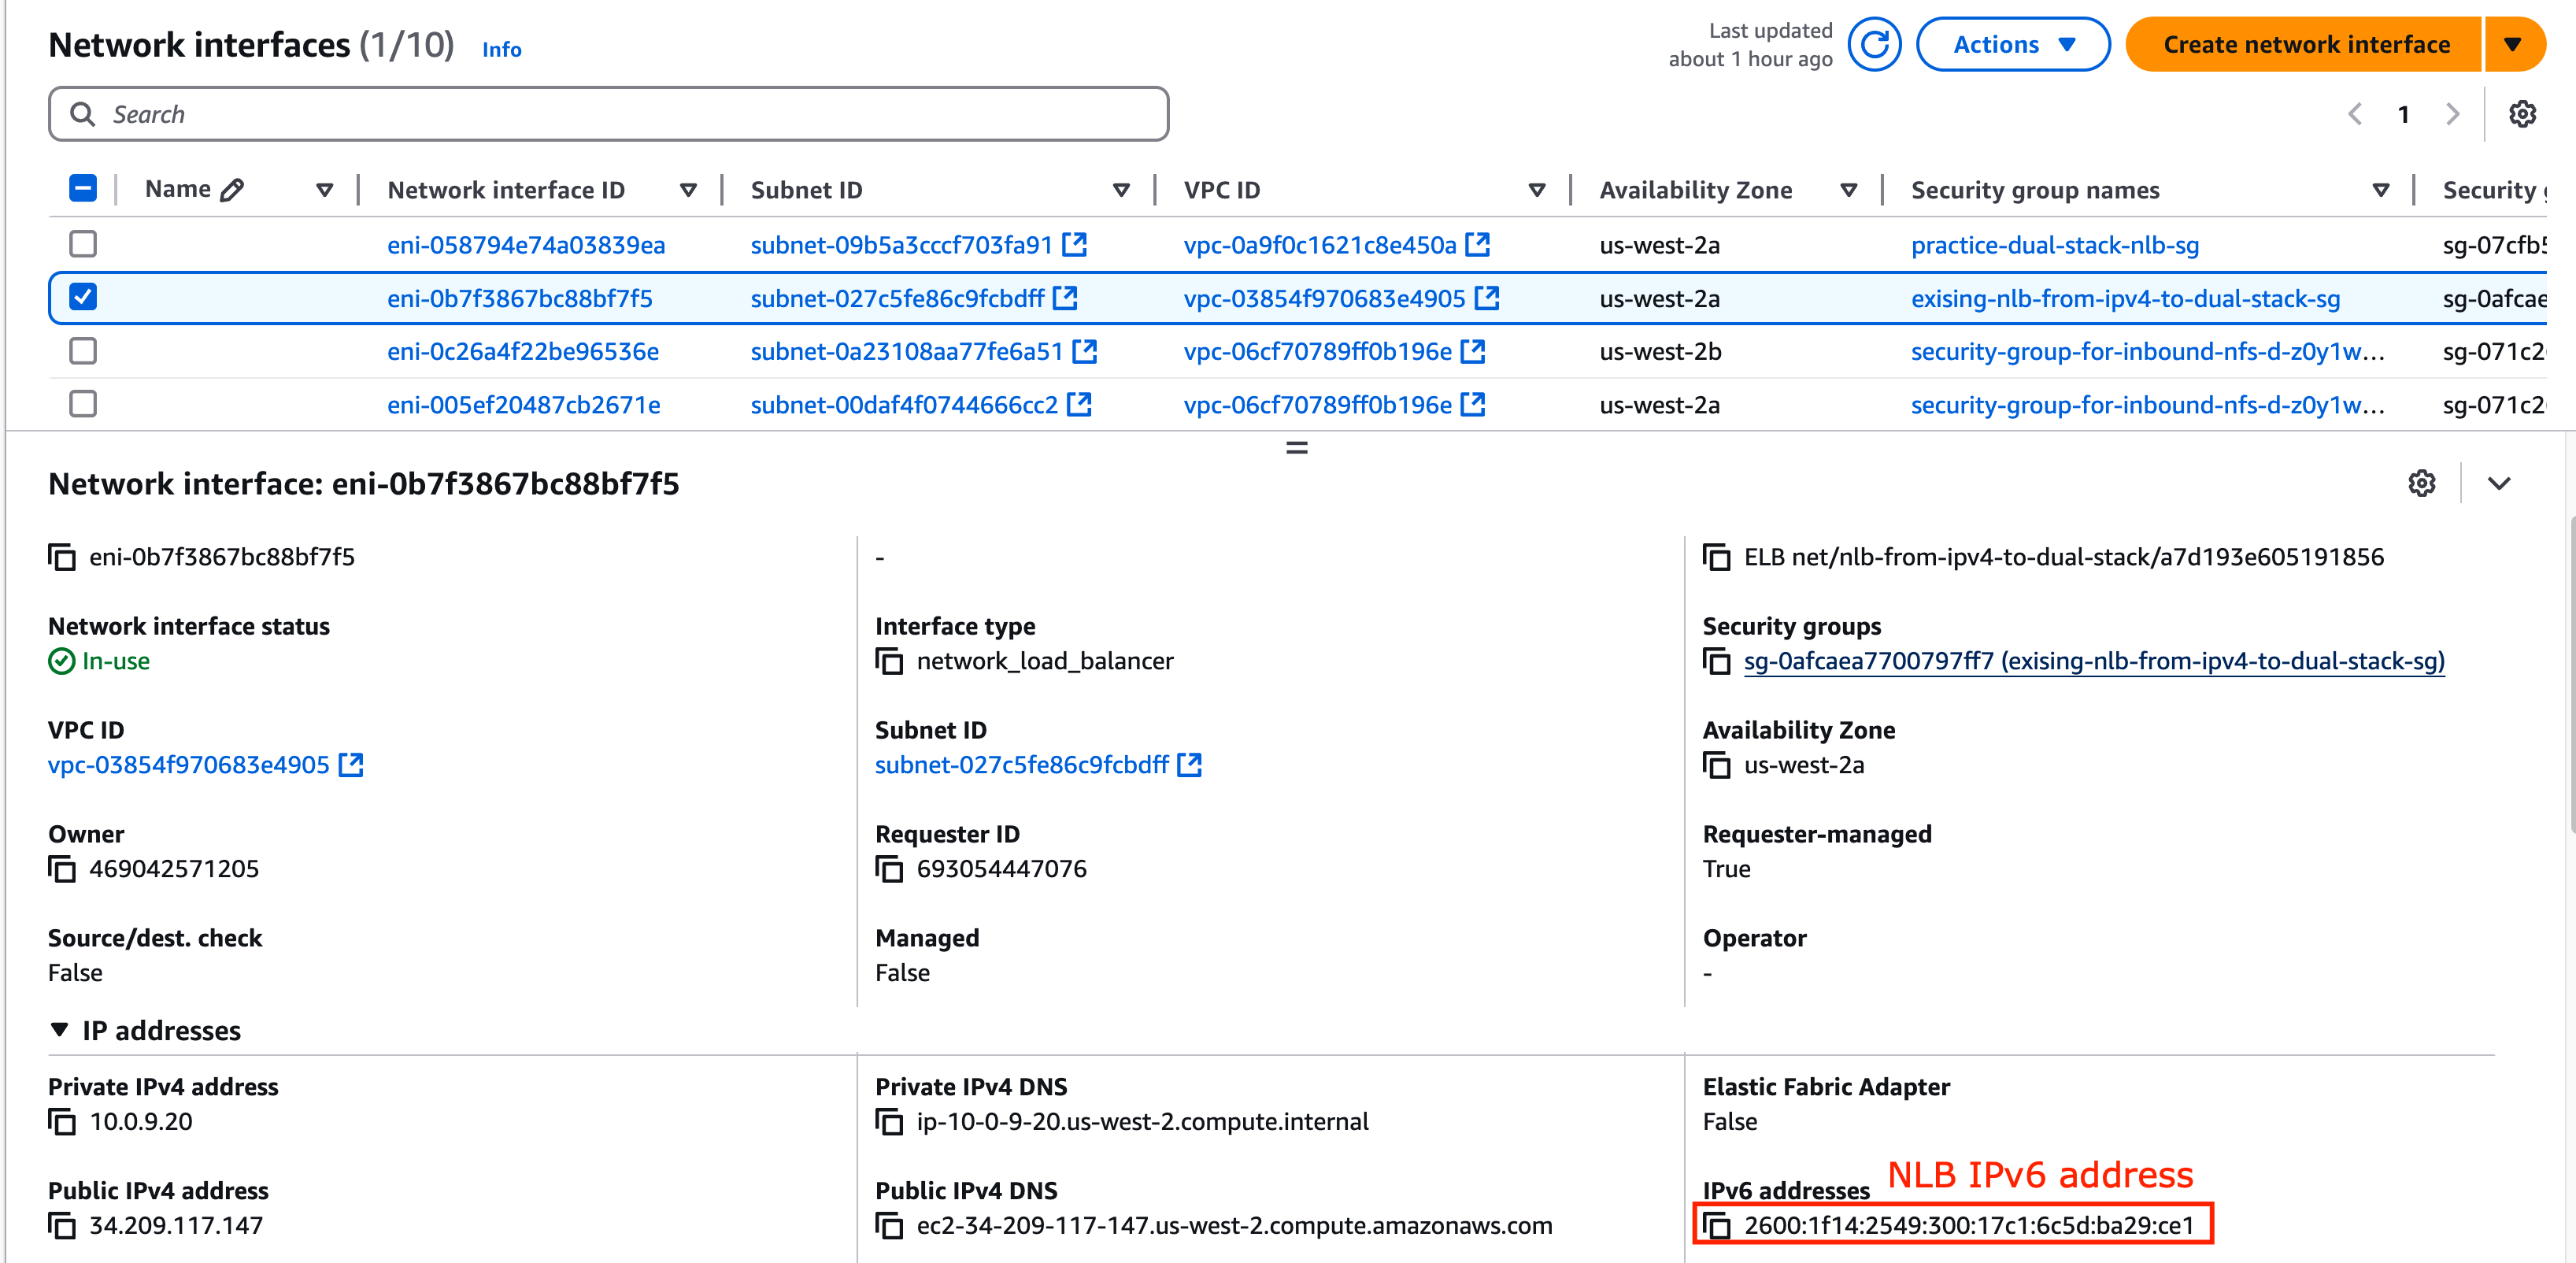 Network interfaces (1/10) Info
Last updated
about 1 hour ago
Actions
Create network interface
Search
1
Name Network interface ID Subnet ID VPC ID Availability Zone Security group names Security g
eni-058794e74a03839ea subnet-09b5a3cccf703fa91 vpc-0a9f0c1621c8e450a us-west-2a practice-dual-stack-nlb-sg sg-07cfb5
eni-0b7f3867bc88bf7f5 subnet-027c5fe86c9fcbdff vpc-03854f970683e4905 us-west-2a exising-nlb-from-ipv4-to-dual-stack-sg sg-0afcae
eni-0c26a4f22be96536e subnet-0a23108aa77fe6a51 vpc-06cf70789ff0b196e us-west-2b security-group-for-inbound-nfs-d-z0y1w... sg-071c2
eni-005ef20487cb2671e subnet-00daf4f0744666cc2 vpc-06cf70789ff0b196e us-west-2a security-group-for-inbound-nfs-d-z0y1w... sg-071c2
Network interface: eni-0b7f3867bc88bf7f5
eni-0b7f3867bc88bf7f5 - ELB net/nlb-from-ipv4-to-dual-stack/a7d193e605191856
Network interface status Interface type Security groups
In-use network_load_balancer sg-0afcaea7700797ff7 (exising-nlb-from-ipv4-to-dual-stack-sg)
VPC ID Subnet ID Availability Zone
vpc-03854f970683e4905 subnet-027c5fe86c9fcbdff us-west-2a
Owner Requester ID Requester-managed
469042571205 693054447076 True
Source/dest. check Managed Operator
False False -
IP addresses
Private IPv4 address Private IPv4 DNS Elastic Fabric Adapter
10.0.9.20 ip-10-0-9-20.us-west-2.compute.internal False
NLB IPv6 address
Public IPv4 address Public IPv4 DNS IPv6 addresses
34.209.117.147 ec2-34-209-117-147.us-west-2.compute.amazonaws.com 2600:1f14:2549:300:17c1:6c5d:ba29:ce1